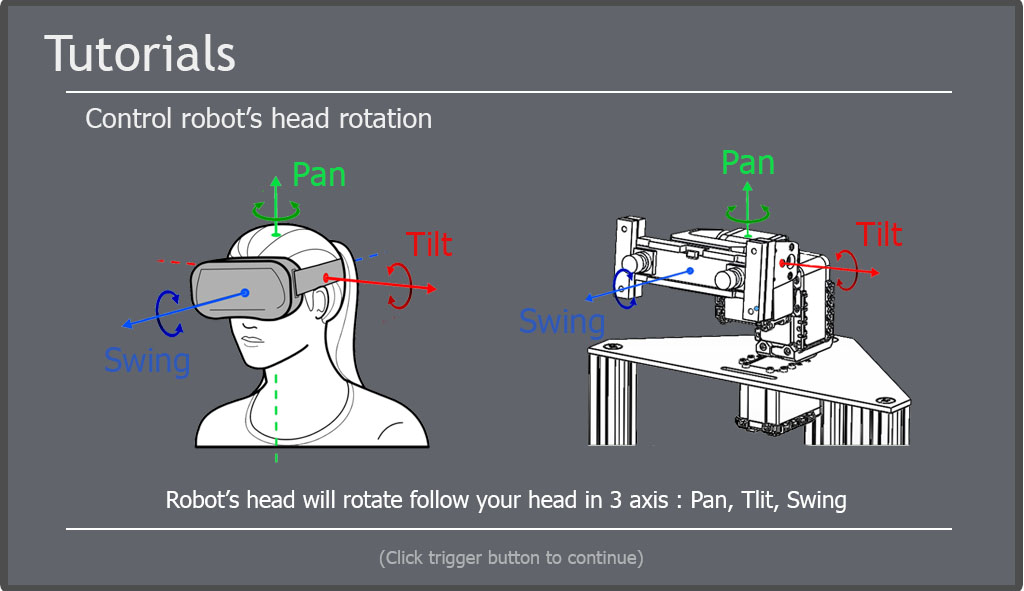 Tutorials
Control robot's head rotation
Pan
Tilt
Swing
Pan
Tilt
Swing
Robot's head will rotate follow your head in 3 axis : Pan, Tlit, Swing
(Click trigger button to continue)